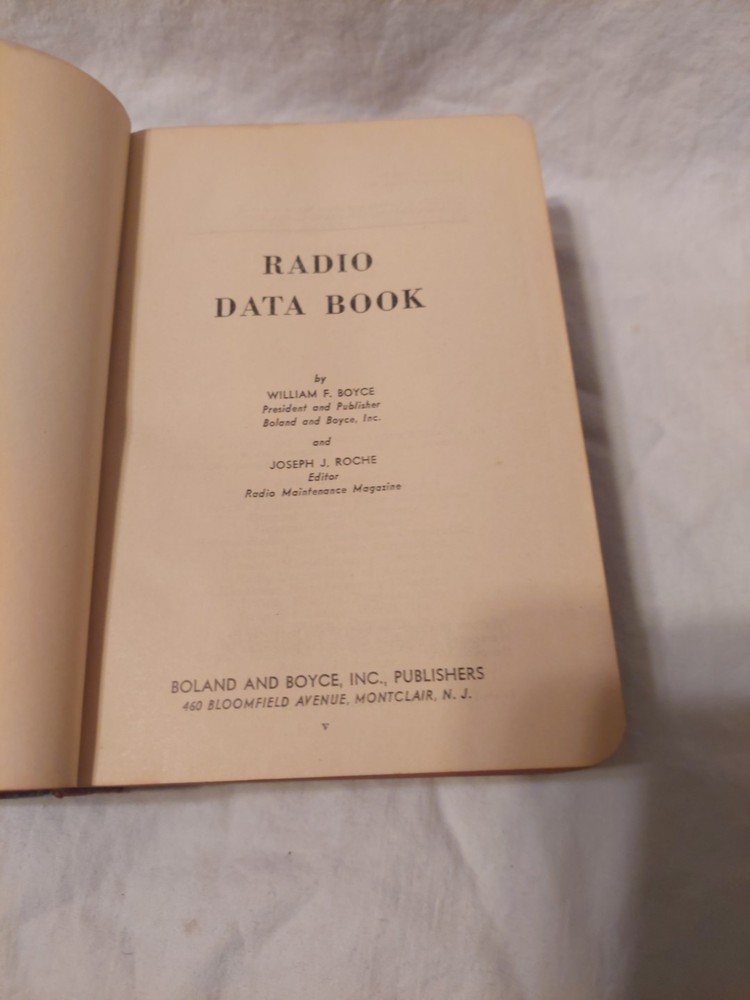 RADIO
DATA BOOK
by
WILLIAM F. BOYCE
President and Publisher
Boland and Boyce, Inc.
and
JOSEPH J. ROCHE
Editor
Radio Maintenance Magazine
BOLAND AND BOYCE, INC., PUBLISHERS
460 BLOOMFIELD AVENUE, MONTCLAIR, N. J.
v